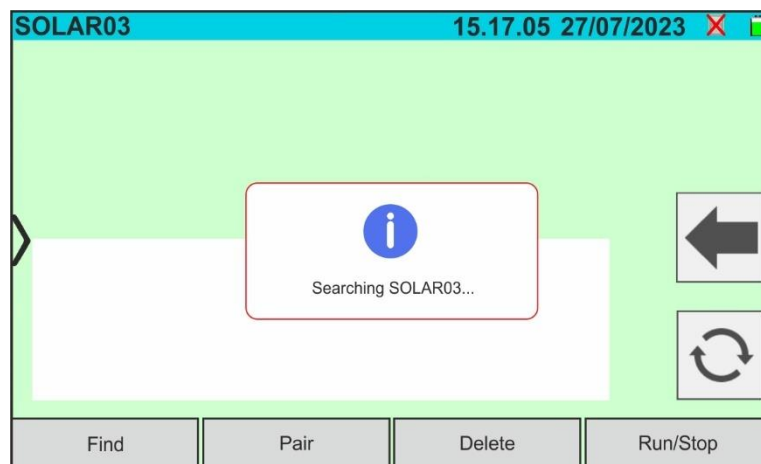 SOLAR03 15.17.05 27/07/2023
Searching SOLAR03...
Find Pair Delete Run/Stop